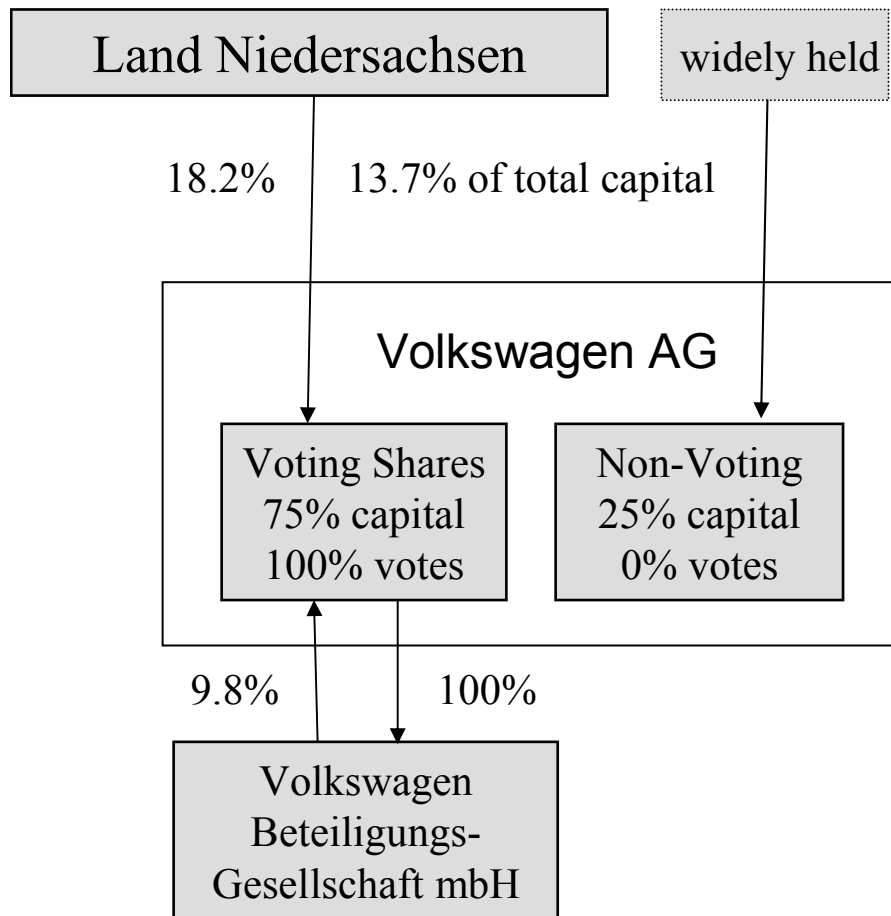 Land Niedersachsen
widely held
18.2%
13.7% of total capital
Volkswagen AG
Voting Shares
75% capital
100% votes
Non-Voting
25% capital
0% votes
9.8%
100%
Volkswagen
Beteiligungs-
Gesellschaft mbH